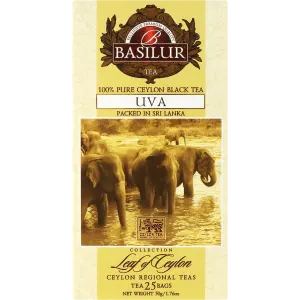 BASILUR
TEA
100% PURE CEYLON BLACK TEA
UVA
PACKED IN SRI LANKA
COLLECTION
Leaf of Ceylon
CEYLON REGIONAL TEAS
TEA 25 BAGS
NET WEIGHT 50g/1.76oz